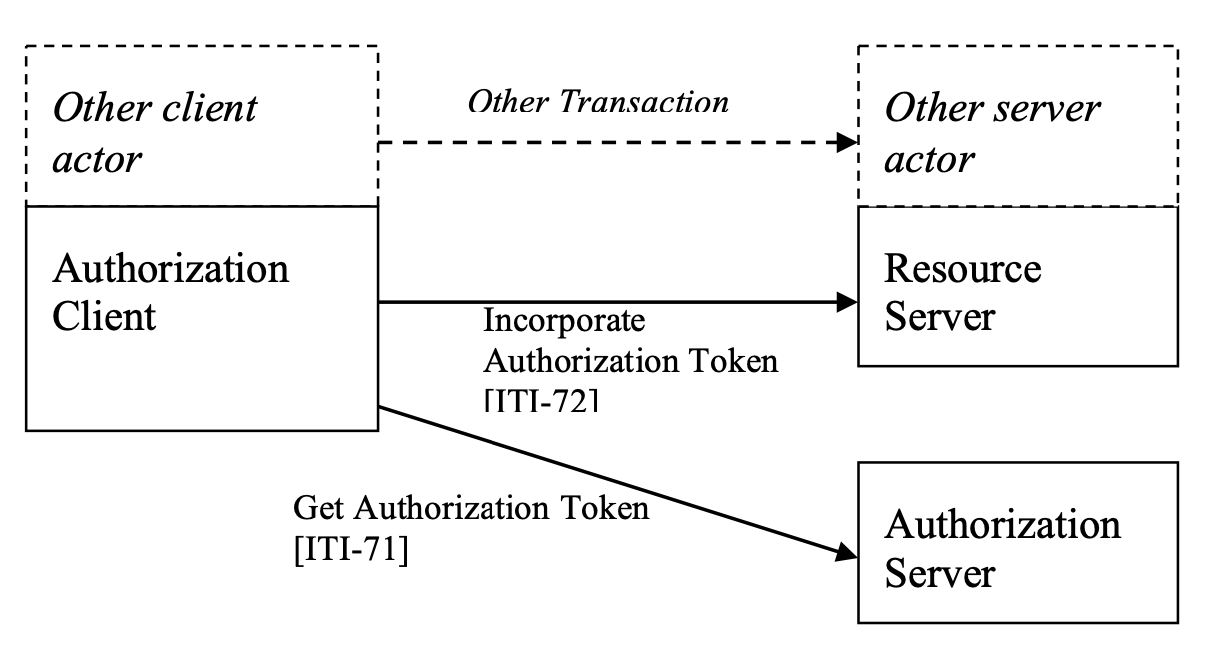 Other client
actor
Other Transaction
Other server
actor
Authorization
Client
Incorporate
Authorization Token
[ITI-72]
Resource
Server
Get Authorization Token
[ITI-71]
Authorization
Server